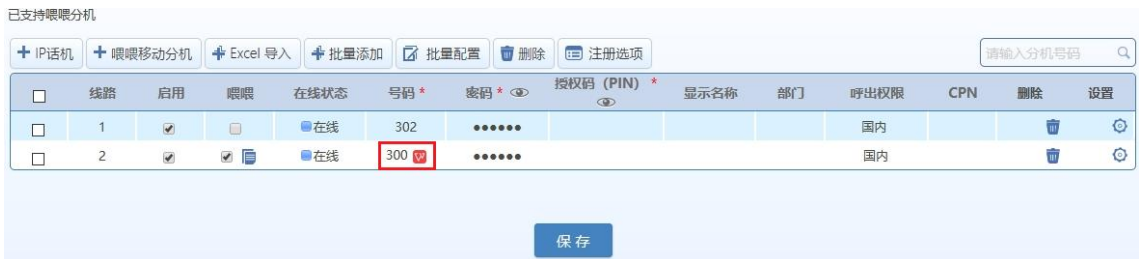 已支持喂喂分机
IP话机 喂喂移动分机 Excel 导入 批量添加 批量配置 删除 注册选项 请输入分机号码
线路 启用 喂喂 在线状态 号码 * 密码 * 授权码 (PIN) * 显示名称 部门 呼出权限 CPN 删除 设置
1 在线 302 ●●●●●● 国内
2 在线 300 ●●●●●● 国内
保存